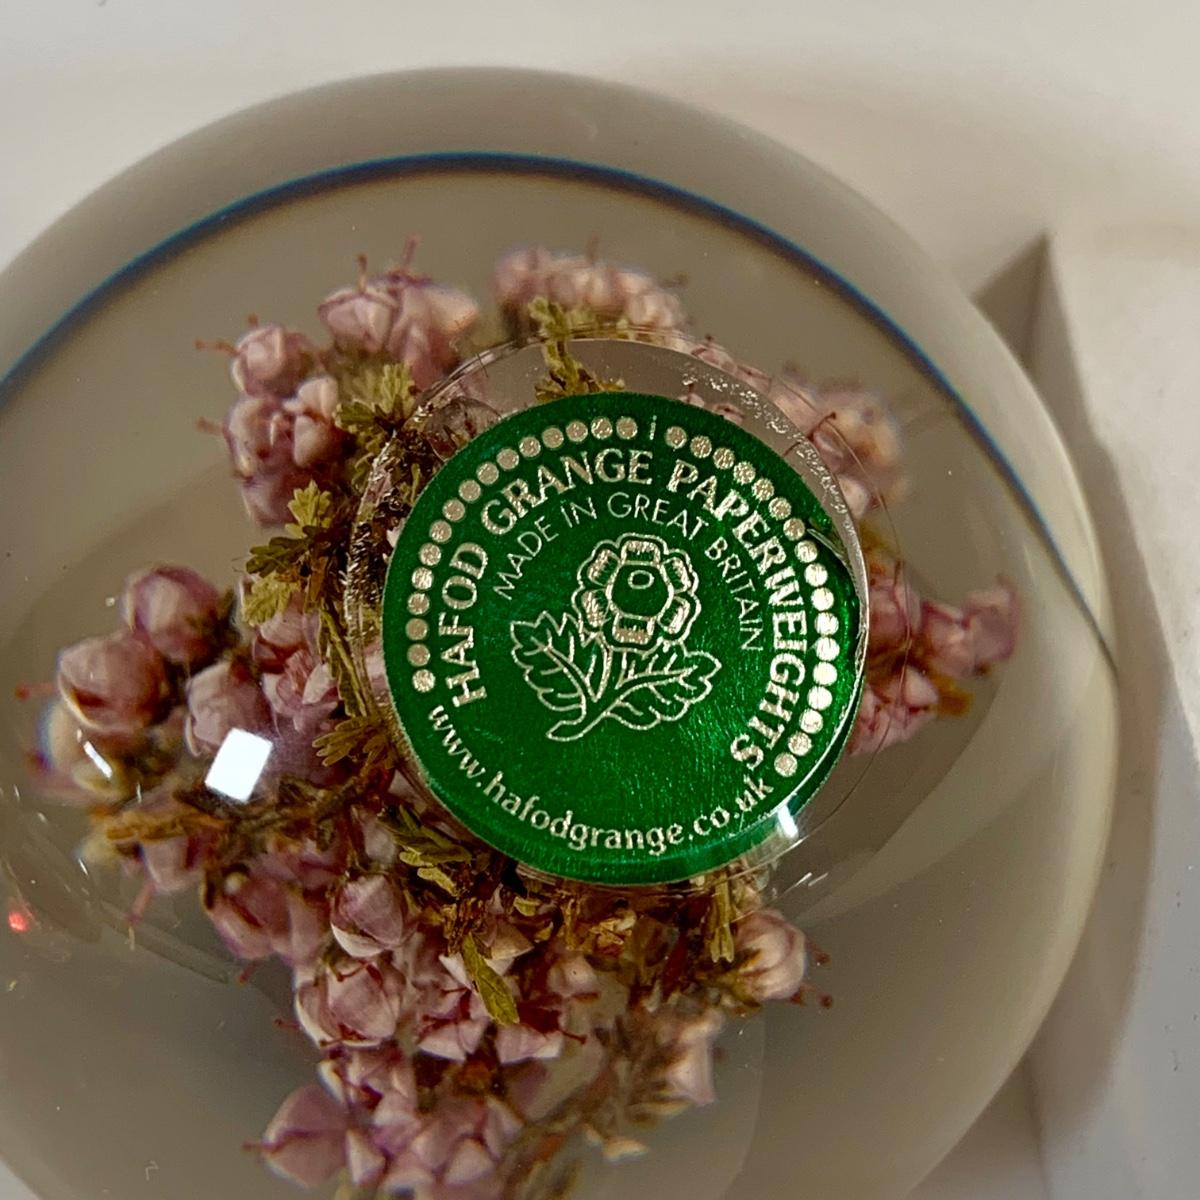 HAFOD GRANGE PAPERWEIGHTS
MADE IN GREAT BRITAIN
www.hafodgrange.co.uk